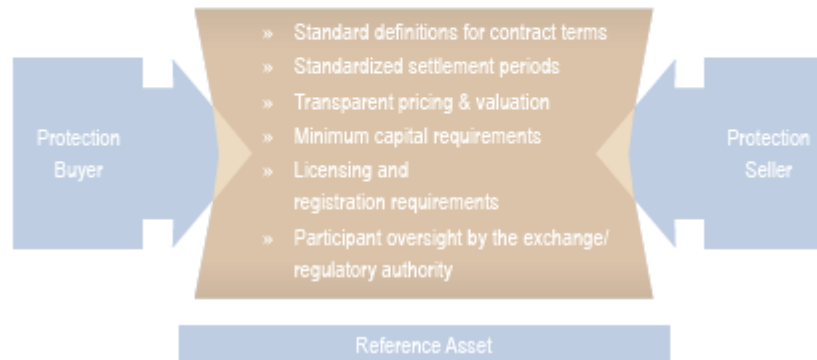 » Standard definitions for contract terms
» Standardized settlement periods
» Transparent pricing & valuation
» Minimum capital requirements
» Licensing and
registration requirements
» Participant oversight by the exchange/
regulatory authority
Protection
Buyer
Protection
Seller
Reference Asset